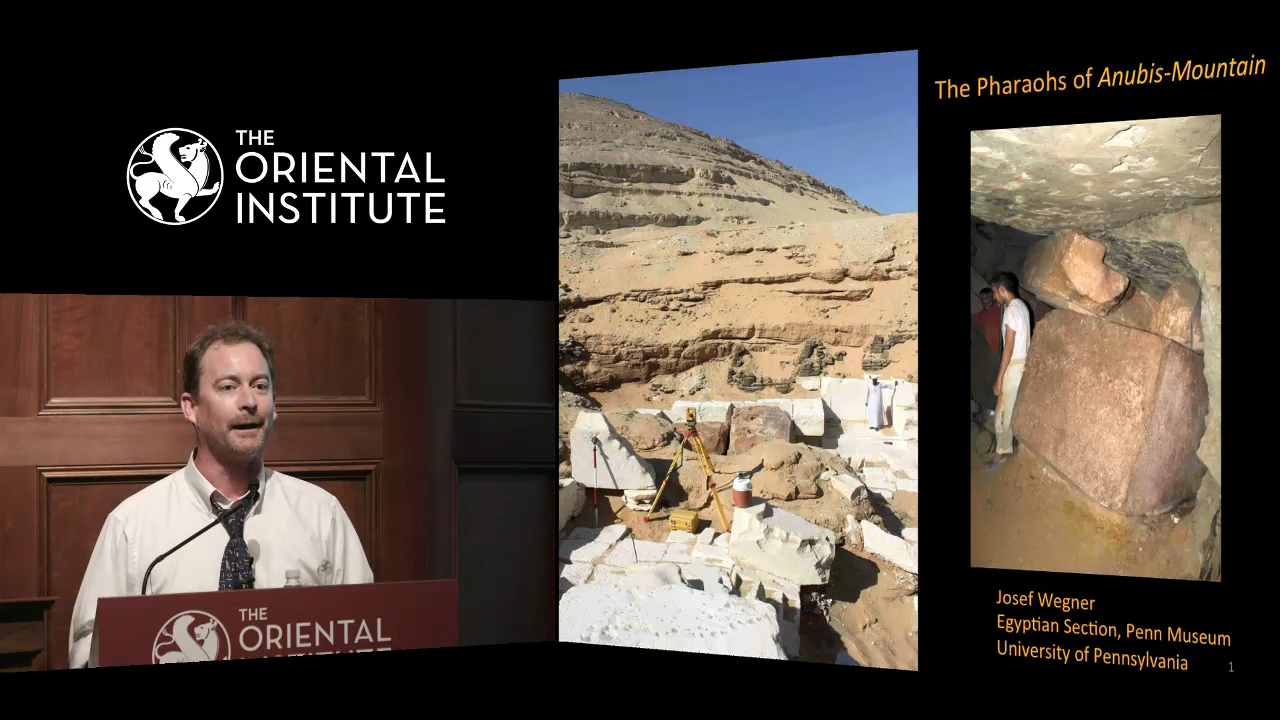 THE
ORIENTAL
INSTITUTE
The Pharaohs of Anubis-Mountain
Josef Wegner
Egyptian Section, Penn Museum
University of Pennsylvania
1
THE
ORIENTAL